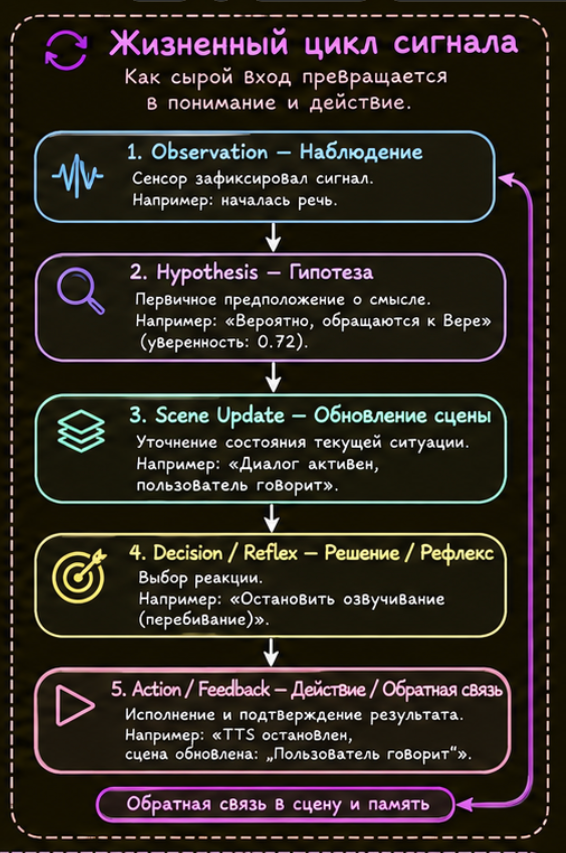 Жизненный цикл сигнала
Как сырой вход превращается
в понимание и действие.
1. Observation — Наблюдение
Сенсор зафиксировал сигнал.
Например: началась речь.
2. Hypothesis — Гипотеза
Первичное предположение о смысле.
Например: «Вероятно, обращаются к Вере»
(уверенность: 0.72).
3. Scene Update — Обновление сцены
Уточнение состояния текущей ситуации.
Например: «Диалог активен,
пользователь говорит».
4. Decision / Reflex — Решение / Рефлекс
Выбор реакции.
Например: «Остановить озвучивание
(перебивание)».
5. Action / Feedback — Действие / Обратная связь
Исполнение и подтверждение результата.
Например: «TTS остановлен,
сцена обновлена: „Пользователь говорит“».
Обратная связь в сцену и память